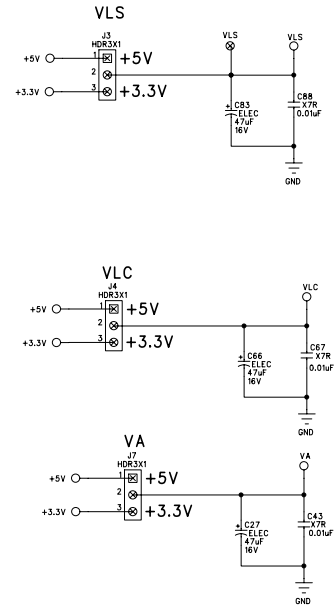 VLS
J3
HDR3X1
+5V 1 +5V
2
+3.3V 3 +3.3V
VLS VLS
+ C83
ELEC
47uF
16V
C88
X7R
0.01uF
GND
VLC
J4
HDR3X1
+5V 1 +5V
2
+3.3V 3 +3.3V
VLC
+ C66
ELEC
47uF
16V
C67
X7R
0.01uF
GND
VA
J7
HDR3X1
+5V 1 +5V
2
+3.3V 3 +3.3V
VA
+ C27
ELEC
47uF
16V
C43
X7R
0.01uF
GND